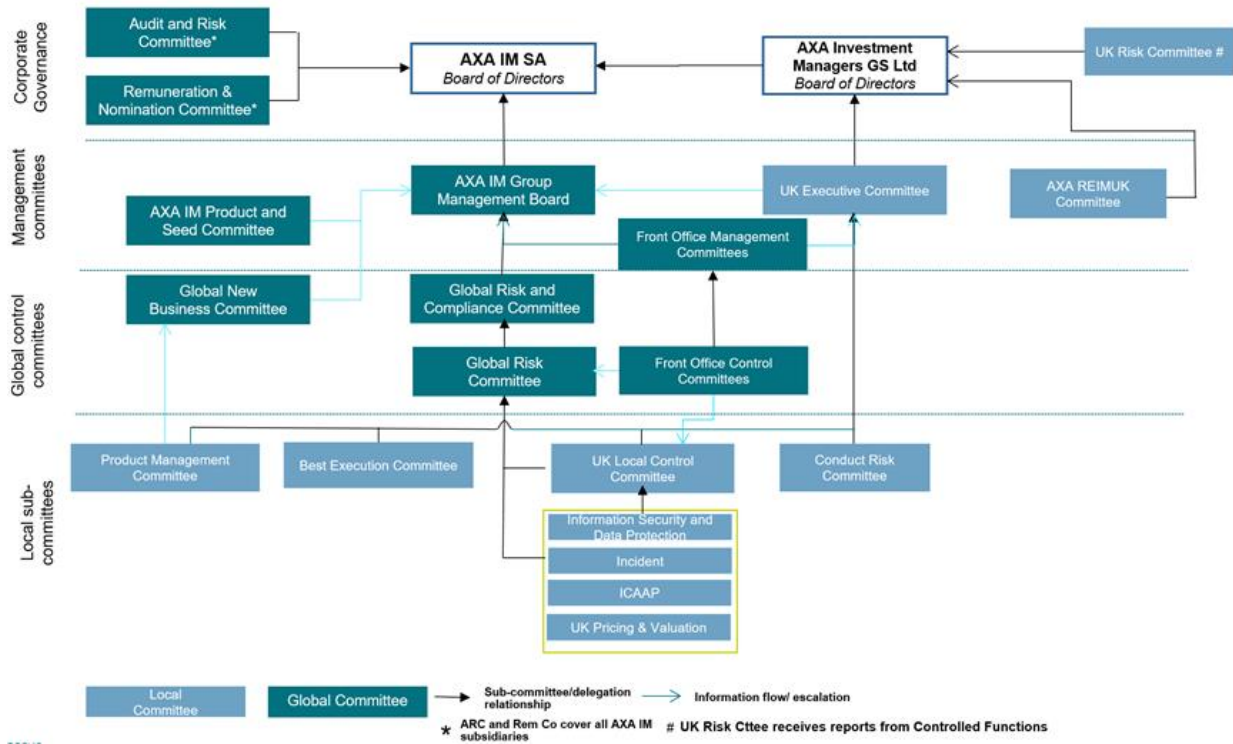 Corporate
Governance
Audit and Risk
Committee*
Remuneration &
Nomination Committee*
AXA IM SA
Board of Directors
AXA Investment
Managers GS Ltd
Board of Directors
UK Risk Committee #
Management
committees
AXA IM Group
Management Board
UK Executive Committee
AXA REIMUK
Committee
AXA IM Product and
Seed Committee
Front Office Management
Committees
Global control
committees
Global New
Business Committee
Global Risk and
Compliance Committee
Global Risk
Committee
Front Office Control
Committees
Local sub-
committees
Product Management
Committee
Best Execution Committee
UK Local Control
Committee
Conduct Risk
Committee
Information Security and
Data Protection
Incident
ICAAP
UK Pricing & Valuation
Local
Committee
Global Committee
Sub-committee/delegation
relationship
Information flow/ escalation
* ARC and Rem Co cover all AXA IM
subsidiaries
# UK Risk Cttee receives reports from Controlled Functions